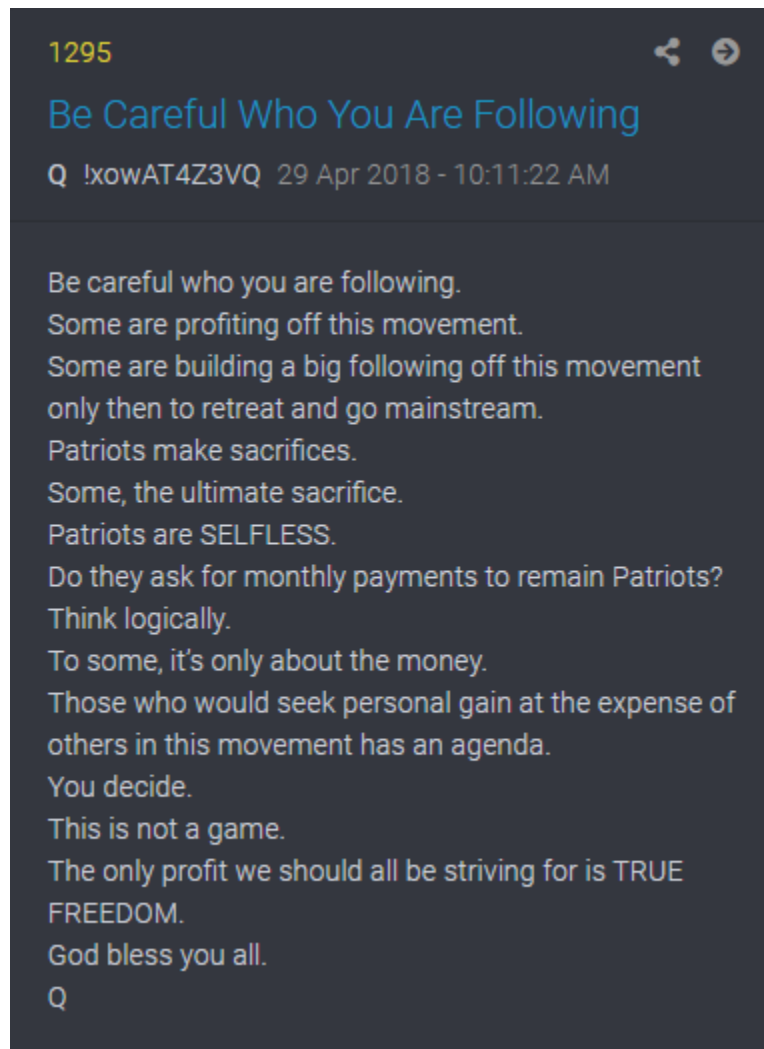 1295
Be Careful Who You Are Following
Q !xowAT4Z3VQ 29 Apr 2018 - 10:11:22 AM
Be careful who you are following.
Some are profiting off this movement.
Some are building a big following off this movement
only then to retreat and go mainstream.
Patriots make sacrifices.
Some, the ultimate sacrifice.
Patriots are SELFLESS.
Do they ask for monthly payments to remain Patriots?
Think logically.
To some, it’s only about the money.
Those who would seek personal gain at the expense of
others in this movement has an agenda.
You decide.
This is not a game.
The only profit we should all be striving for is TRUE
FREEDOM.
God bless you all.
Q